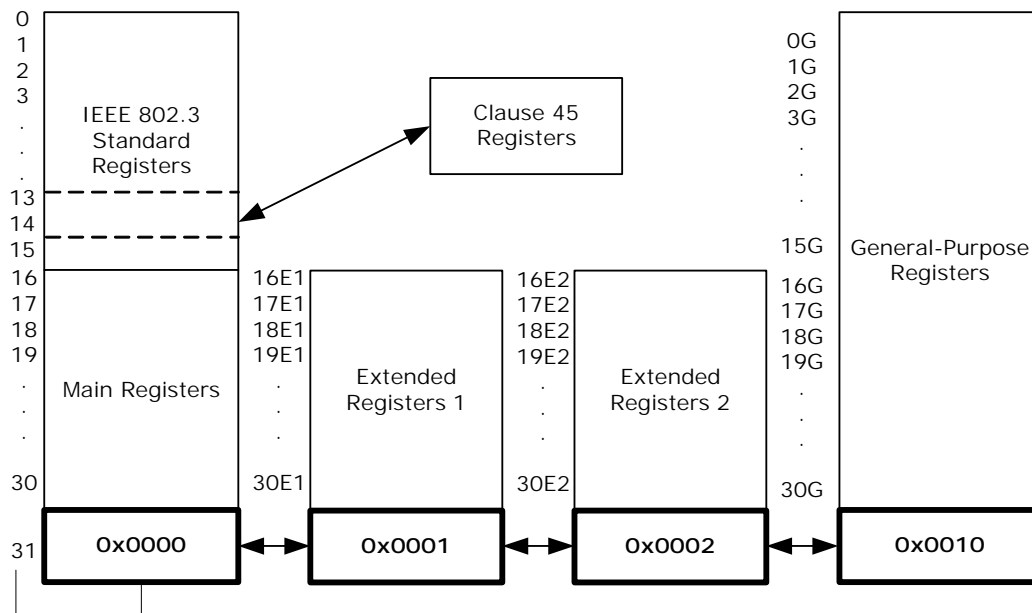 0
1
2
3
.
.
.
13
14
15
16
17
18
19
.
.
.
30
31
IEEE 802.3
Standard
Registers
Main Registers
0x0000
Clause 45
Registers
16E1
17E1
18E1
19E1
.
.
.
30E1
Extended
Registers 1
0x0001
16E2
17E2
18E2
19E2
.
.
.
30E2
Extended
Registers 2
0x0002
0G
1G
2G
3G
.
.
.
15G
16G
17G
18G
19G
.
.
.
30G
General-Purpose
Registers
0x0010